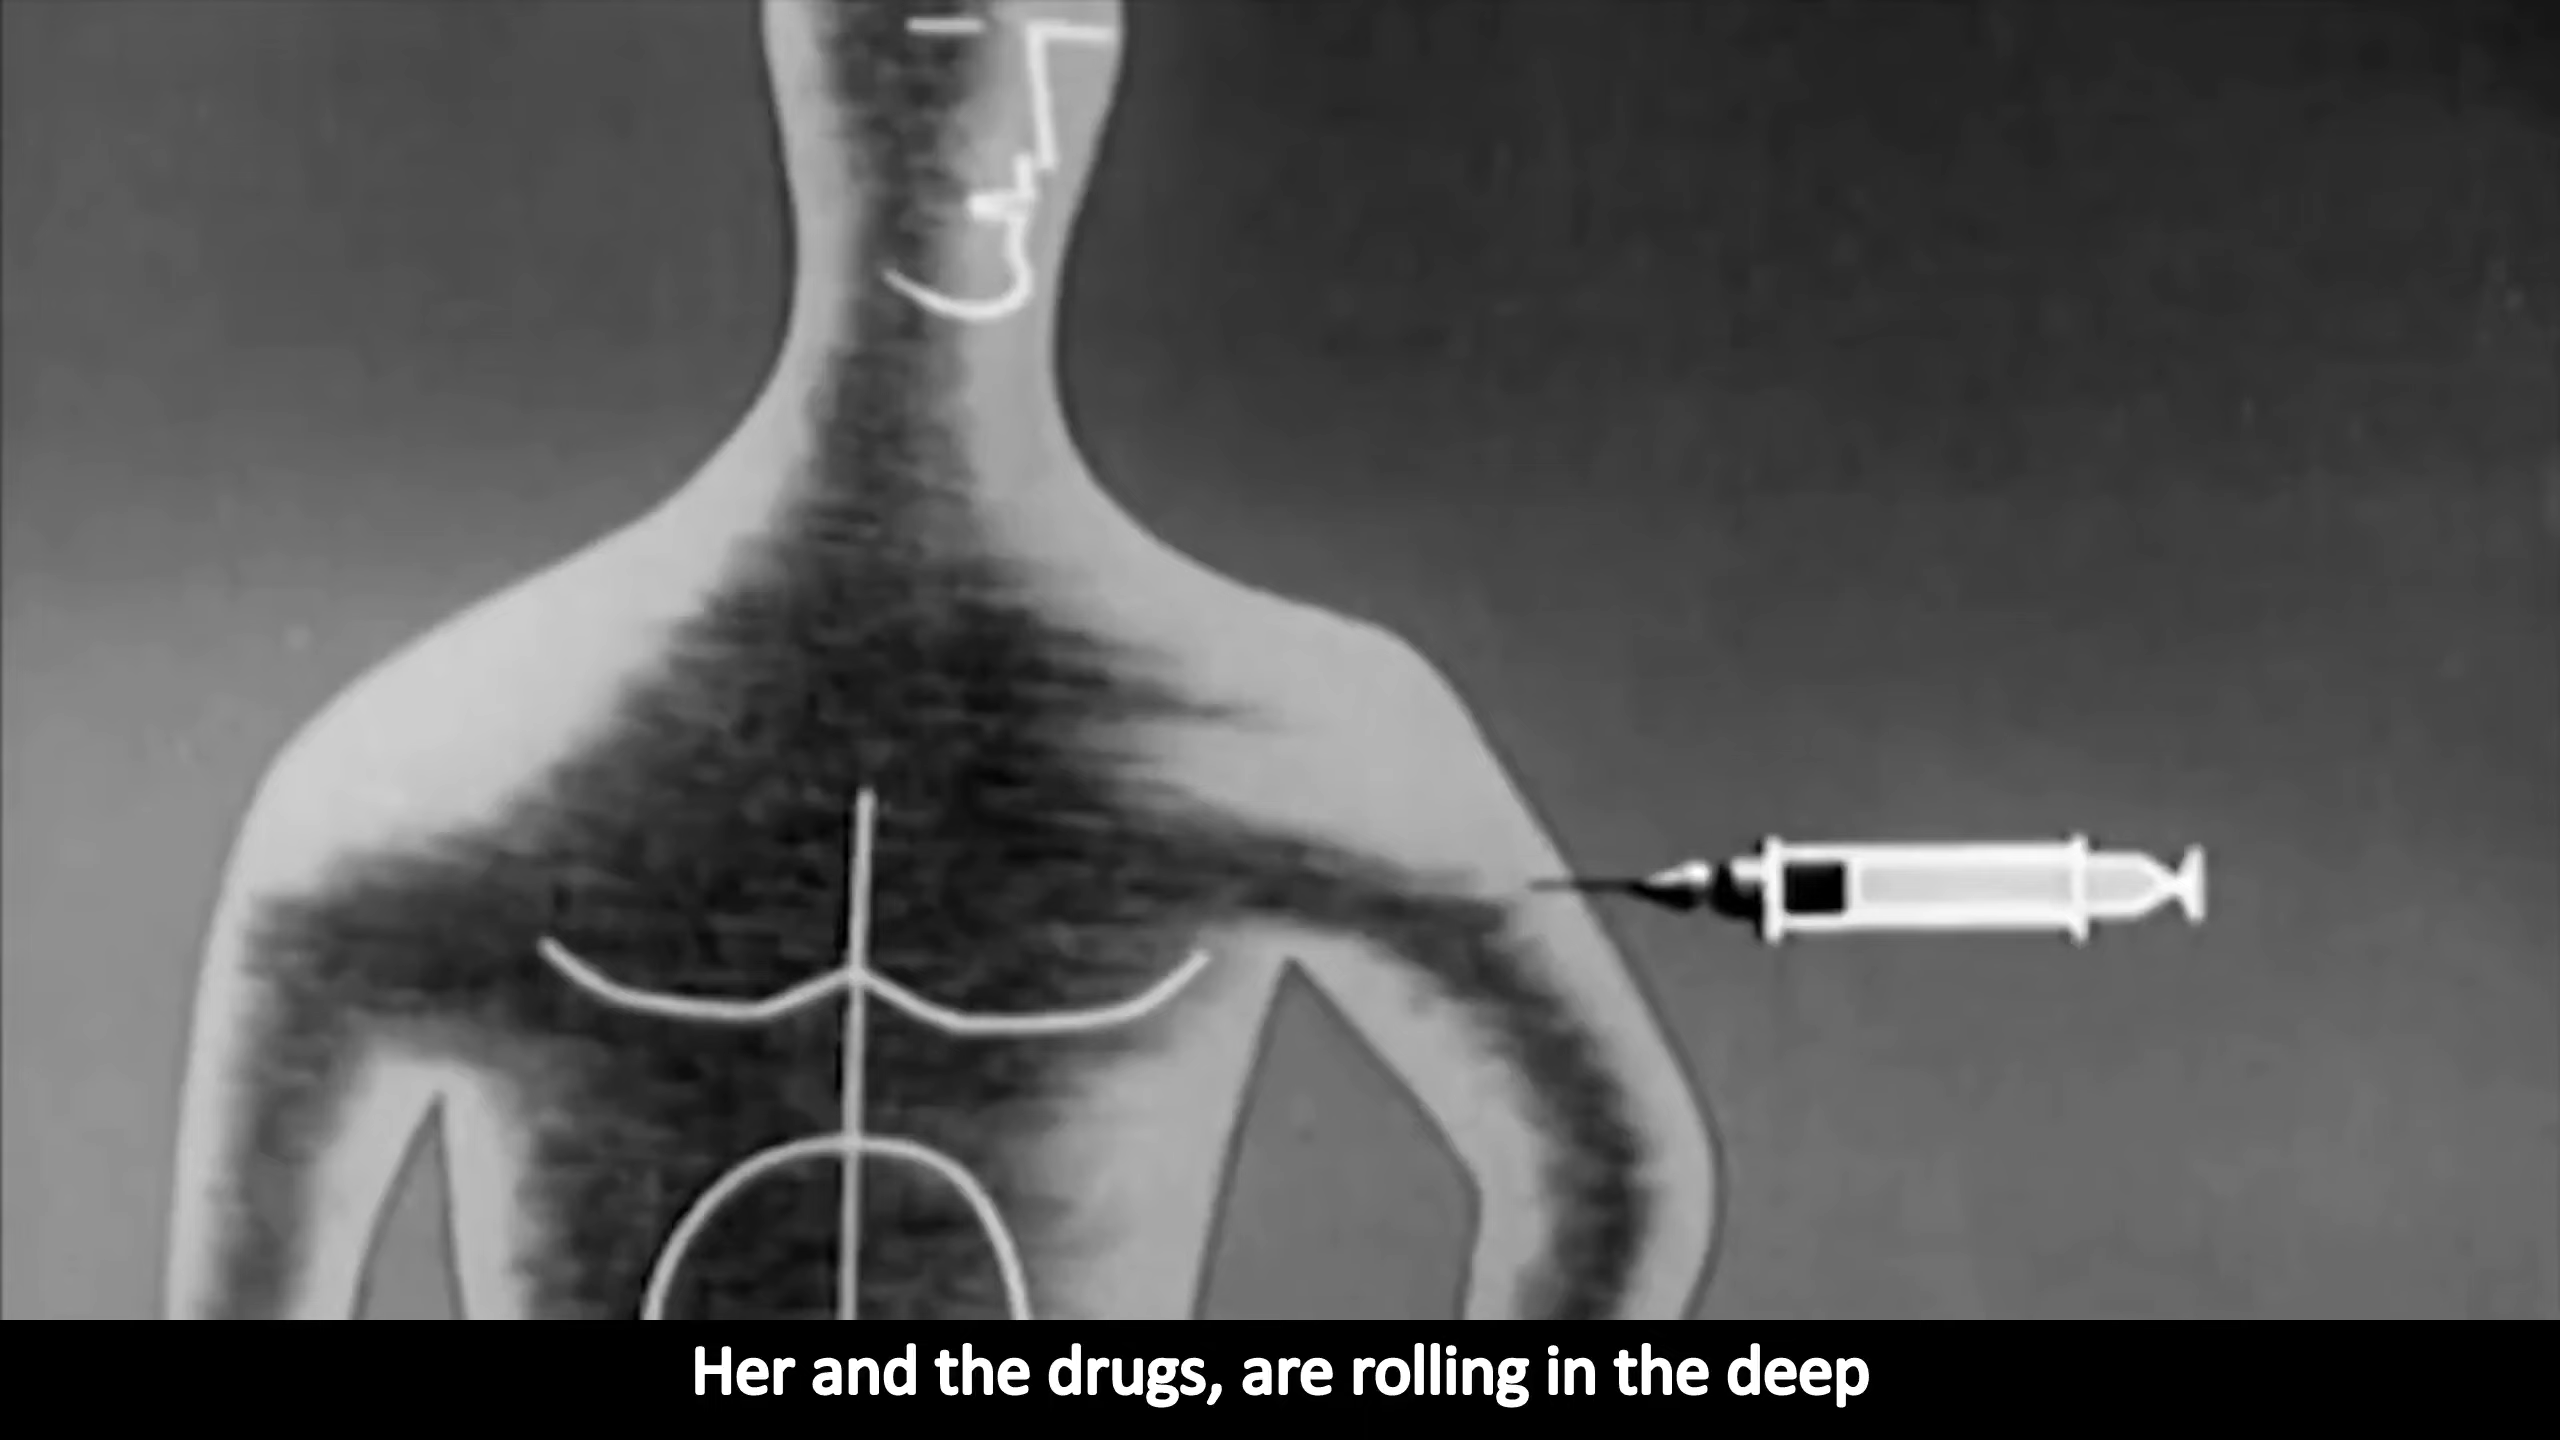 Her and the drugs, are rolling in the deep